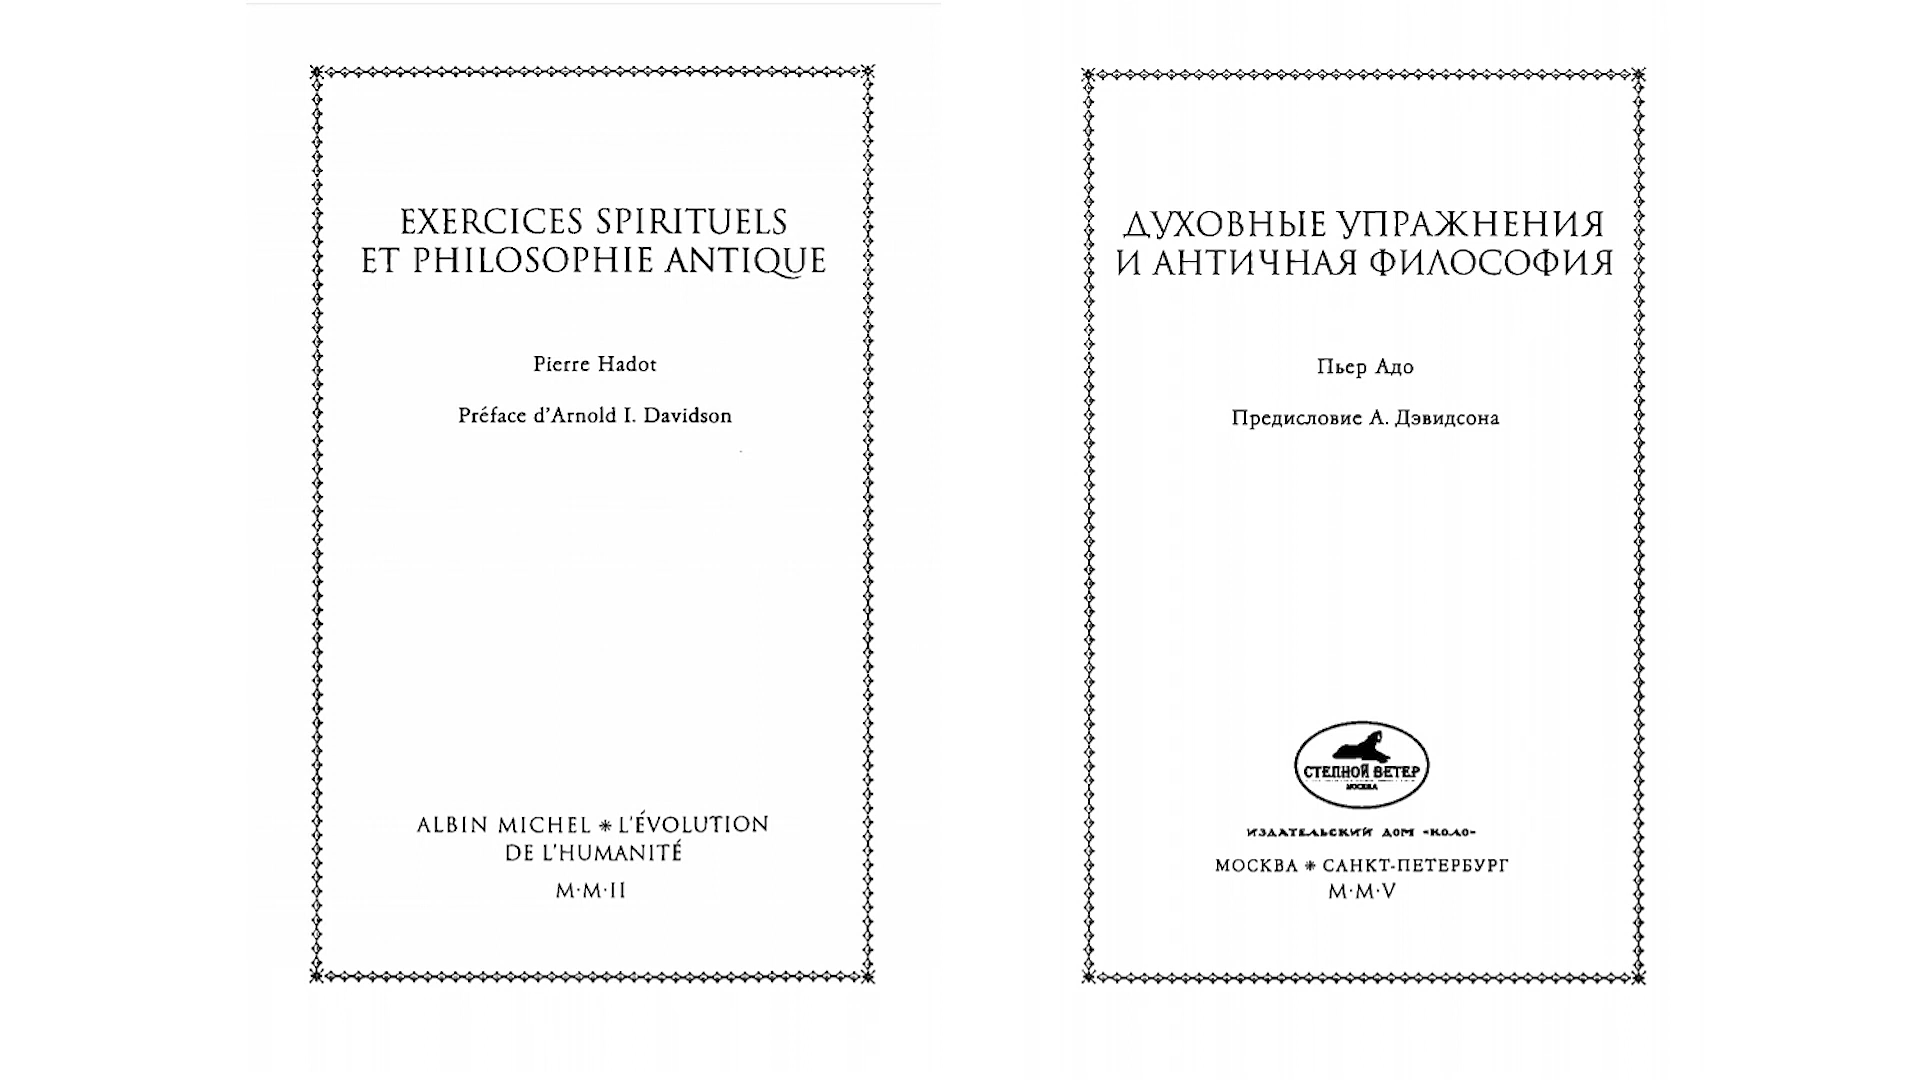 EXERCICES SPIRITUELS
ET PHILOSOPHIE ANTIQUE
Pierre Hadot
Préface d'Arnold I. Davidson
ALBIN MICHEL * L'ÉVOLUTION
DE L'HUMANITÉ
M·M·II
ДУХОВНЫЕ УПРАЖНЕНИЯ
И АНТИЧНАЯ ФИЛОСОФИЯ
Пьер Адо
Предисловие А. Дэвидсона
СТЕПНОЙ ВЕТЕР
МОСКВА
ИЗДАТЕЛЬСКИЙ ДОМ «КОЛО»
МОСКВА * САНКТ-ПЕТЕРБУРГ
M·M·V